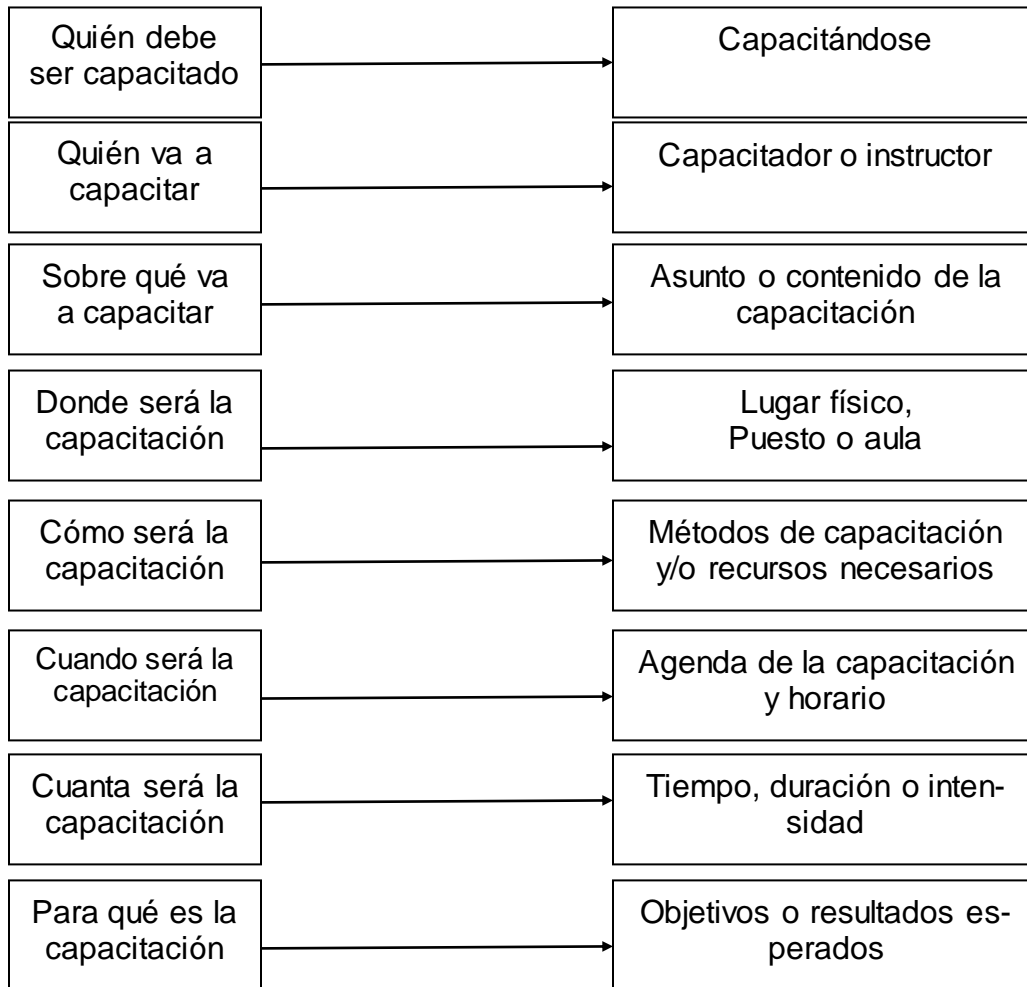 Quién debe
ser capacitado
Capacitándose
Quién va a
capacitar
Capacitador o instructor
Sobre qué va
a capacitar
Asunto o contenido de la
capacitación
Donde será la
capacitación
Lugar físico,
Puesto o aula
Cómo será la
capacitación
Métodos de capacitación
y/o recursos necesarios
Cuando será la
capacitación
Agenda de la capacitación
y horario
Cuanta será la
capacitación
Tiempo, duración o inten-
sidad
Para qué es la
capacitación
Objetivos o resultados es-
perados